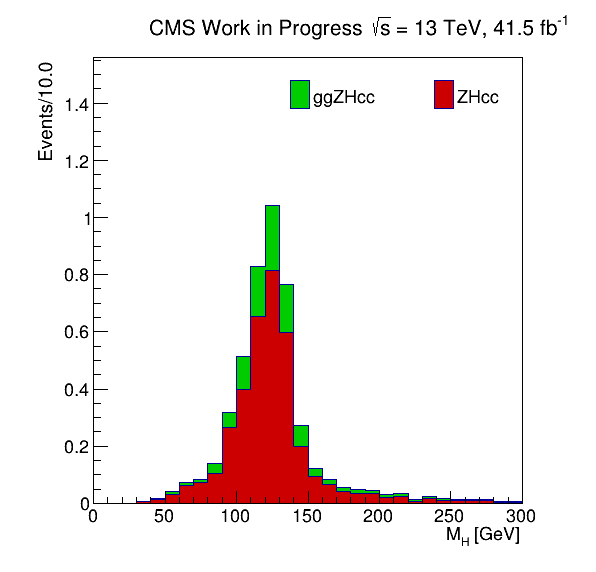 CMS Work in Progress √s = 13 TeV, 41.5 fb⁻¹
Events/10.0
ggZHcc ZHcc
1.4
1.2
1
0.8
0.6
0.4
0.2
0
0 50 100 150 200 250 300
M_H [GeV]